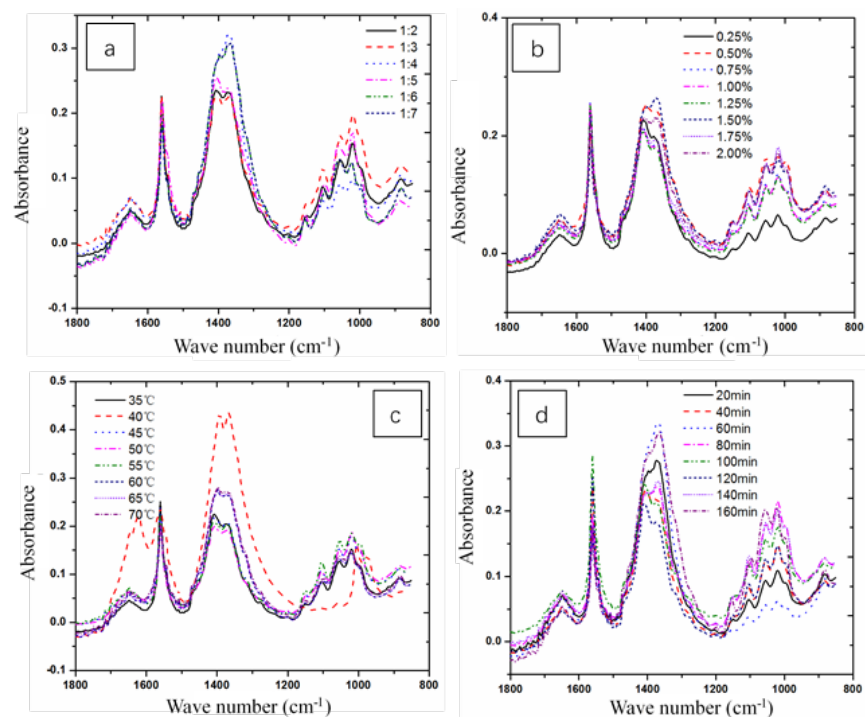 a
1:2
1:3
1:4
1:5
1:6
1:7
0.3
0.2
0.1
0.0
-0.1
Absorbance
1800 1600 1400 1200 1000 800
Wave number (cm-1)
b
0.25%
0.50%
0.75%
1.00%
1.25%
1.50%
1.75%
2.00%
0.4
0.2
0.0
Absorbance
1800 1600 1400 1200 1000
Wave number (cm-1)
c
35℃
40℃
45℃
50℃
55℃
60℃
65℃
70℃
0.5
0.4
0.3
0.2
0.1
0.0
-0.1
Absorbance
1800 1600 1400 1200 1000 800
Wave number (cm-1)
d
20min
40min
60min
80min
100min
120min
140min
160min
0.4
0.3
0.2
0.1
0.0
Absorbance
1800 1600 1400 1200 1000 800
Wave number (cm-1)